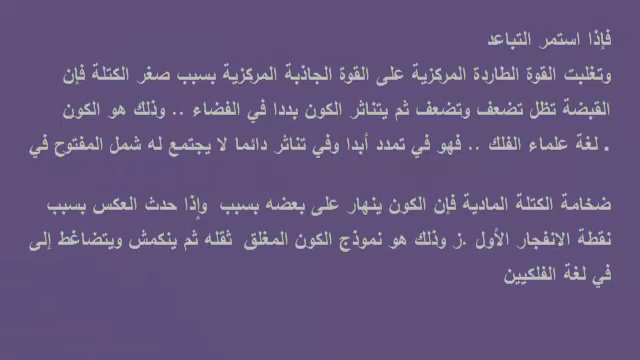 فإذا استمر التباعد
وتغلبت القوة الطاردة المركزية على القوة الجاذبة المركزية بسبب صغر الكتلة فإن
القبضة تظل تضعف وتضعف ثم يتناثر الكون بددا في الفضاء .. وذلك هو الكون
. لغة علماء الفلك .. فهو في تمدد أبدا وفي تناثر دائما لا يجتمع له شمل المفتوح في
ضخامة الكتلة المادية فإن الكون ينهار على بعضه بسبب وإذا حدث العكس بسبب
نقطة الانفجار الأول .ز وذلك هو نموذج الكون المغلق ثقله ثم ينكمش ويتضاغط إلى
في لغة الفلكيين